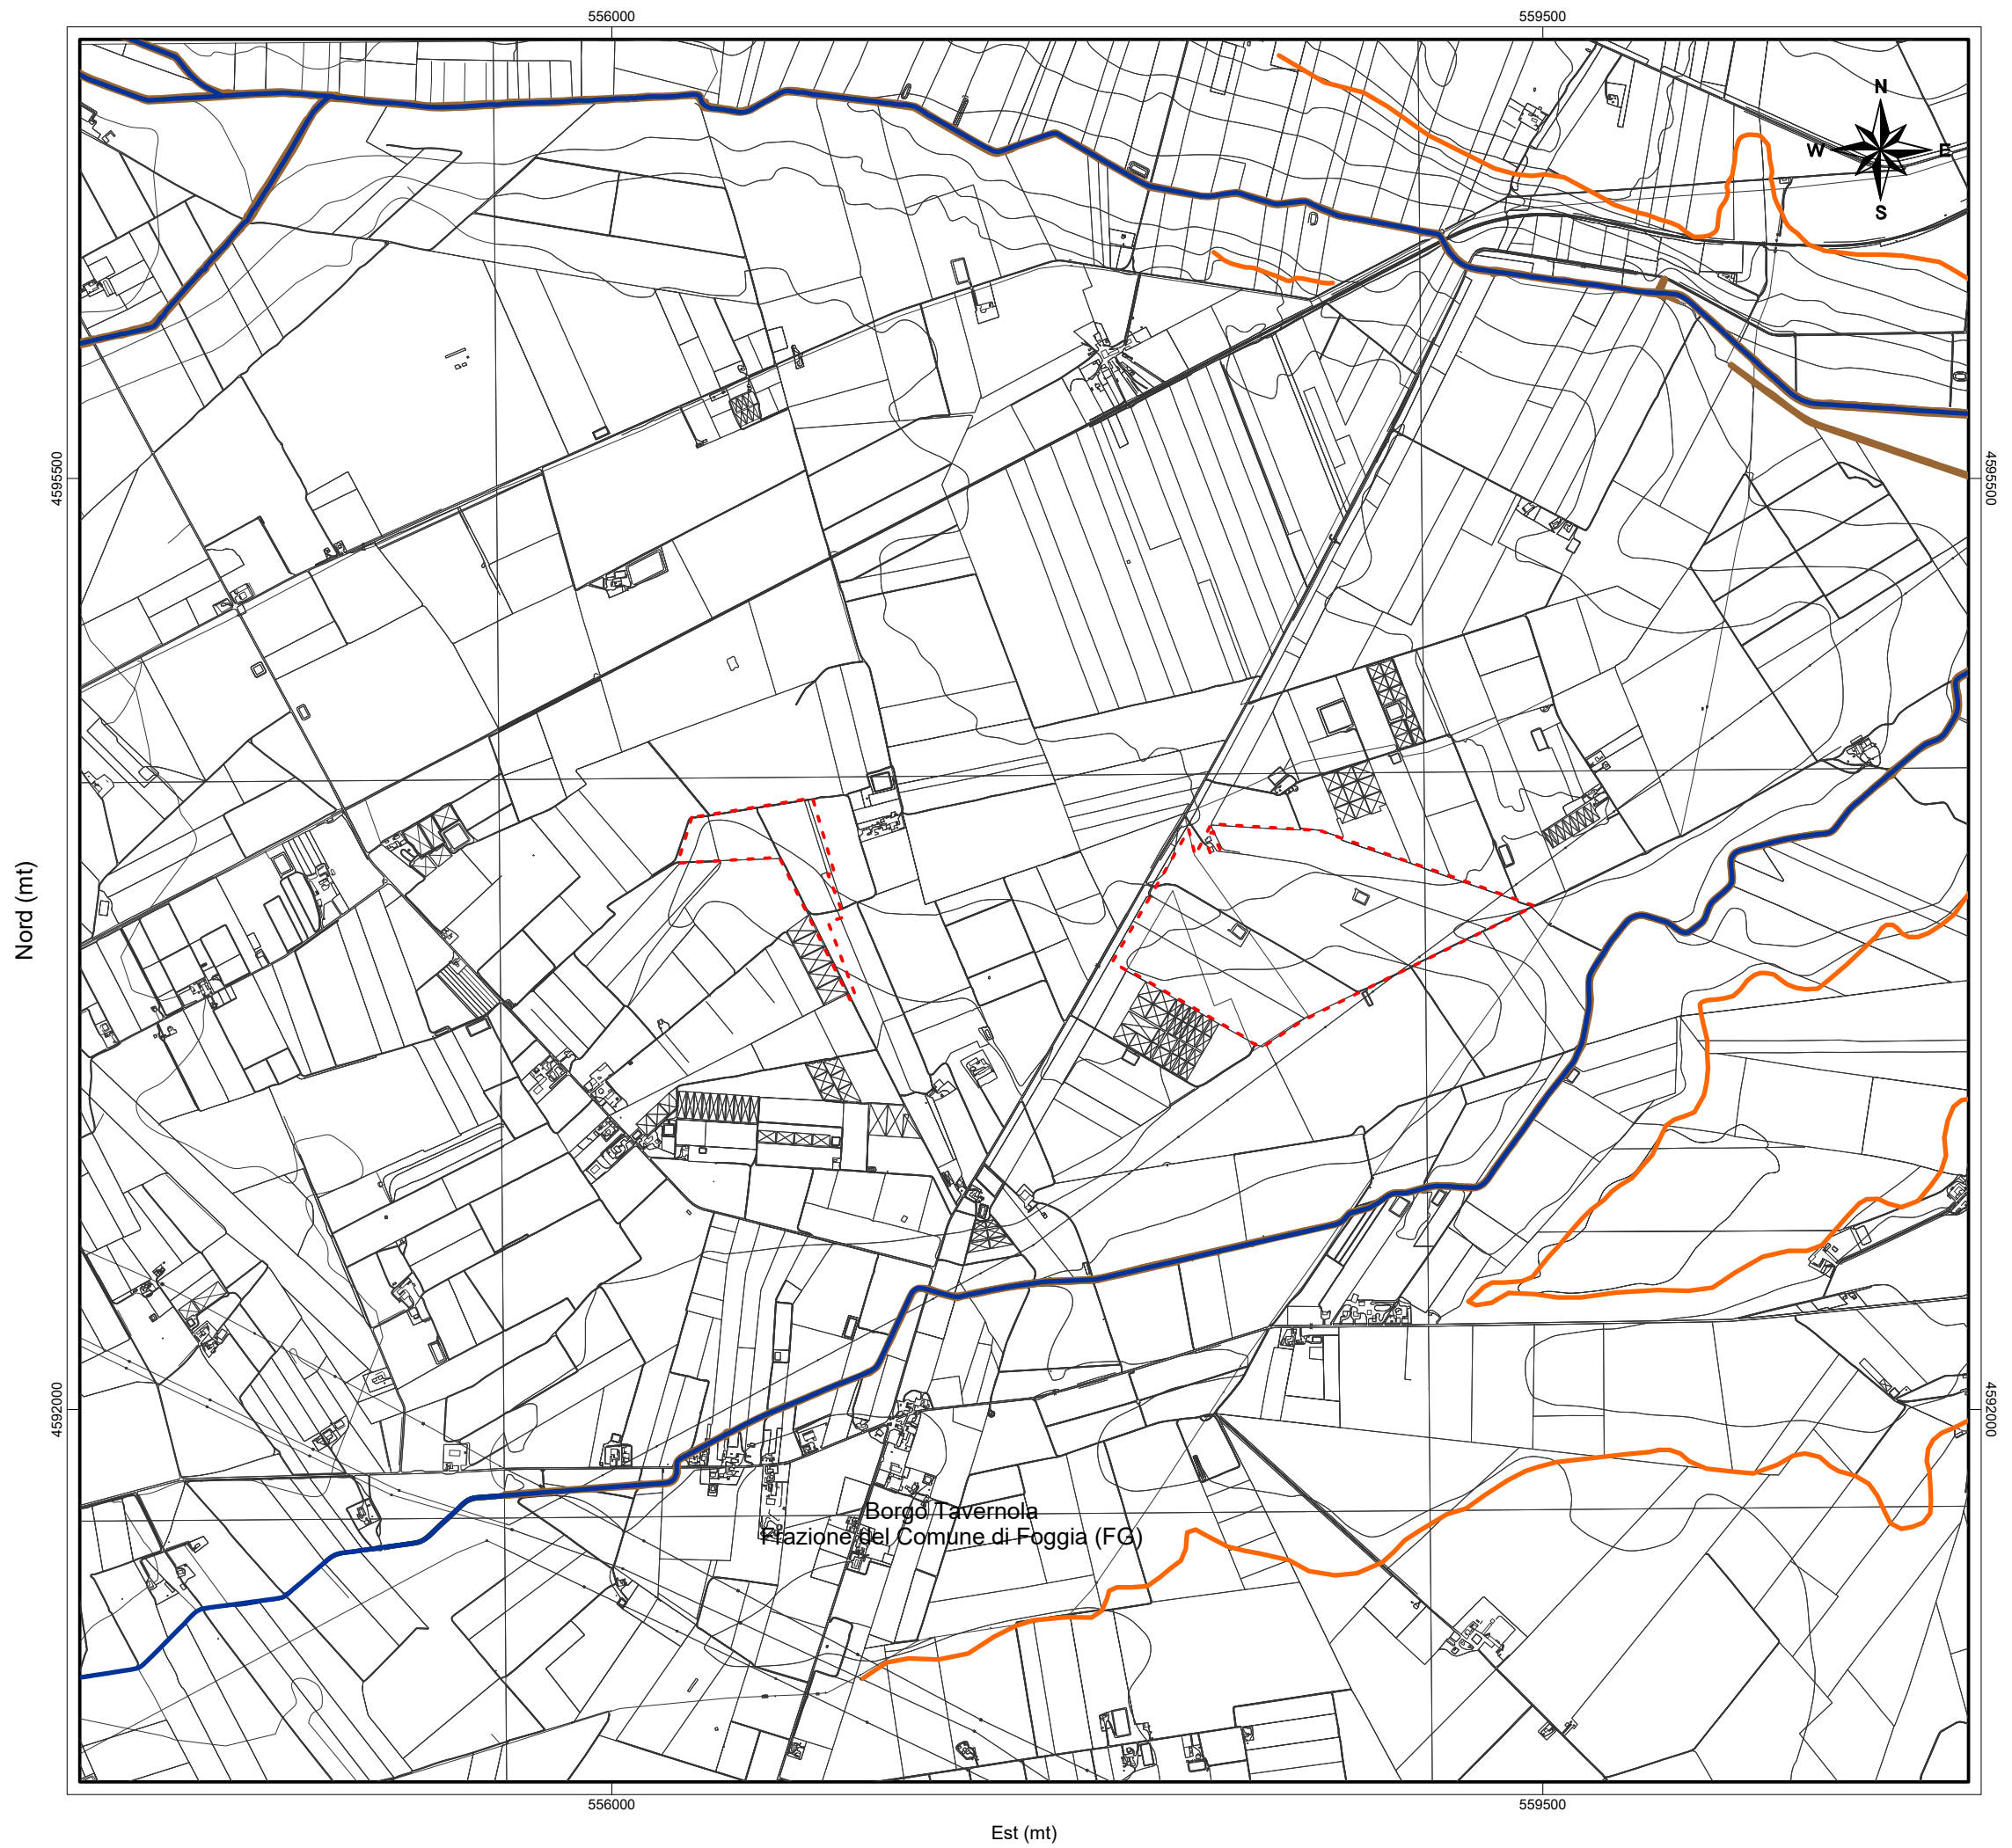 556000
559500
N
W
E
S
4595500
4595500
Nord (mt)
4592000
4592000
Borgo Tavernola
Frazione del Comune di Foggia (FG)
556000
559500
Est (mt)